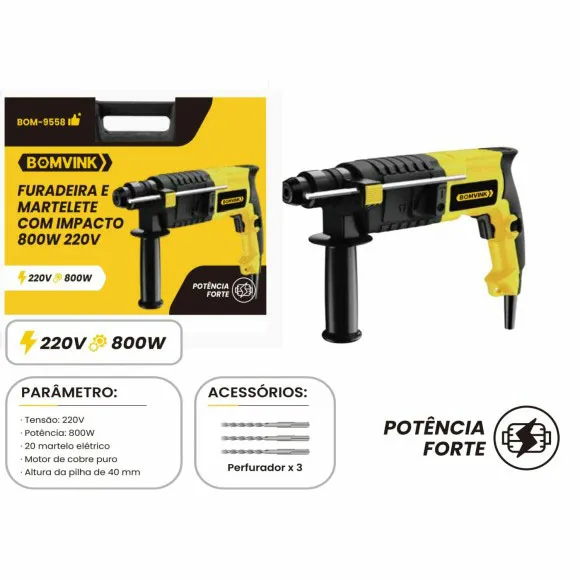 BOM-9558
BOMVINK
FURADEIRA E
MARTELETE
COM IMPACTO
800W 220V
220V 800W
POTÊNCIA
FORTE
BOMVINK
BOMVINK
220V 800W
PARÂMETRO:
· Tensão: 220V
· Potência: 800W
· 20 martelo elétrico
· Motor de cobre puro
· Altura da pilha de 40 mm
ACESSÓRIOS:
Perfurador x 3
POTÊNCIA
FORTE